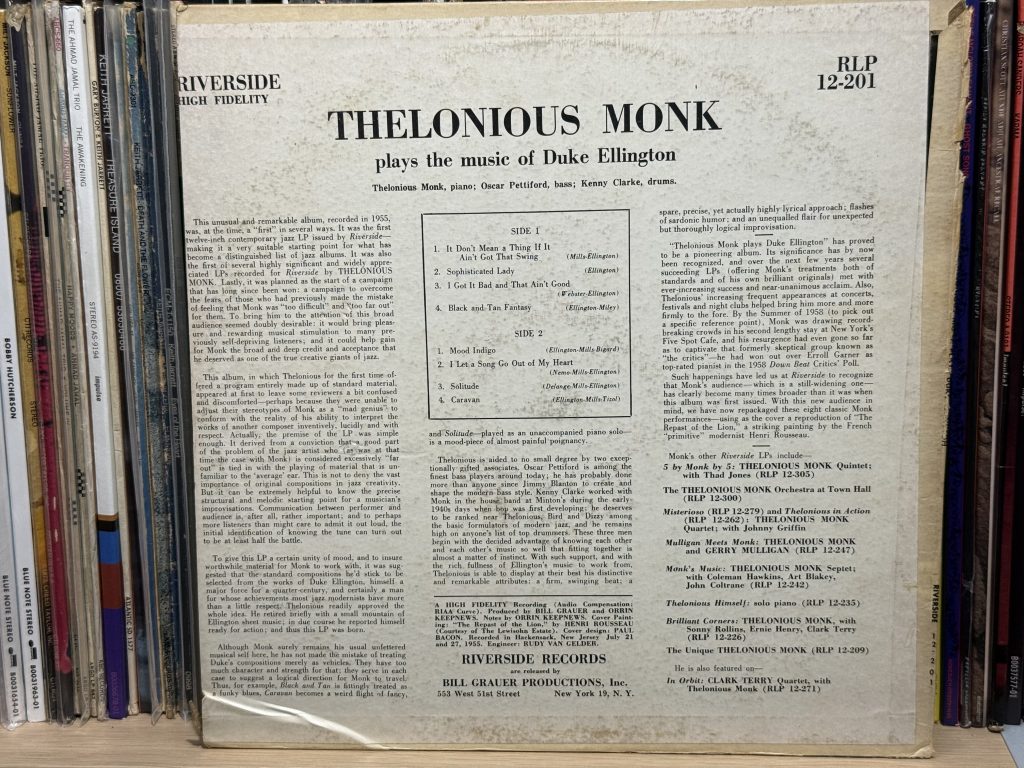 RIVERSIDE
HIGH FIDELITY
RLP
12-201
THELONIOUS MONK
plays the music of Duke Ellington
Thelonious Monk, piano; Oscar Pettiford, bass; Kenny Clarke, drums.
This unusual and remarkable album, recorded in 1955,
was, at the time, a "first" in several ways. It was the first
twelve-inch contemporary jazz LP issued by Riverside—
making it a very suitable starting point for what has
become a distinguished list of jazz albums. It was also
the first of several highly significant and widely appre-
ciated LPs recorded for Riverside by THELONIOUS
MONK. Lastly, it was planned as the start of a campaign
that has long since been won: a campaign to overcome
the fears of those who had previously made the mistake
of feeling that Monk was "too difficult" and "too far out"
for them. To bring him to the attention of this broad
audience seemed doubly desirable: it would bring pleas-
ure and rewarding musical stimulation to many pre-
viously self-depriving listeners; and it could help gain
for Monk the broad and deep credit and acceptance that
he deserved as one of the true creative giants of jazz.
This album, in which Thelonious for the first time of-
fered a program entirely made up of standard material,
appeared at first to leave some reviewers a bit confused
and discomforted—perhaps because they were unable to
adjust their stereotypes of Monk as a "mad genius" to
conform with the reality of his ability to interpret the
works of another composer inventively, lucidly and with
respect. Actually, the premise of the LP was simple
enough. It derived from a conviction that a good part
of the problem of the jazz artist who (as was at that
time the case with Monk) is considered excessively "far
out" is tied in with the playing of material that is un-
familiar to the average ear. This is not to deny the vast
importance of original compositions in jazz creativity.
But it can be extremely helpful to know the precise
structural and melodic starting point for a musician's
improvisations. Communication between performer and
audience is, after all, rather important; and to perhaps
more listeners than might care to admit it out loud, the
initial identification of knowing the tune can turn out
to be at least half the battle.
To give this LP a certain unity of mood, and to insure
worthwhile material for Monk to work with, it was sug-
gested that the standard compositions he'd stick to be
selected from the works of Duke Ellington, himself a
major force for a quarter-century, and certainly a man
for whose achievements most jazz modernists have more
than a little respect. Thelonious readily approved the
whole idea. He retired briefly with a small mountain of
Ellington sheet music; in due course he reported himself
ready for action; and thus this LP was born.
Although Monk surely remains his usual unfettered
musical self here, he has not made the mistake of treating
Duke's compositions merely as vehicles. They have too
much character and strength for that; they serve in each
case to suggest a logical direction for Monk to travel.
Thus, for example, Black and Tan is fittingly treated as
a funky blues, Caravan becomes a weird flight of fancy,
SIDE 1
1. It Don't Mean a Thing If It
Ain't Got That Swing (Mills-Ellington)
2. Sophisticated Lady (Ellington)
3. I Got It Bad and That Ain't Good
(Webster-Ellington)
4. Black and Tan Fantasy (Ellington-Miley)
SIDE 2
1. Mood Indigo (Ellington-Mills-Bigard)
2. I Let a Song Go Out of My Heart
(Nemo-Mills-Ellington)
3. Solitude (Delange-Mills-Ellington)
4. Caravan (Ellington-Mills-Tizol)
and Solitude—played as an unaccompanied piano solo—
is a mood-piece of almost painful poignancy.
Thelonious is aided to no small degree by two excep-
tionally gifted associates. Oscar Pettiford is among the
finest bass players around today; he has probably done
more than anyone since Jimmy Blanton to create and
shape the modern bass style. Kenny Clarke worked with
Monk in the house band at Minton's during the early-
1940s days when bop was first developing; he deserves
to be ranked near Thelonious, Bird and Dizzy among
the basic formulators of modern jazz, and he remains
high on anyone's list of top drummers. These three men
begin with the decided advantage of knowing each other
and each other's music so well that fitting together is
almost a matter of instinct. With such support, and with
the rich fullness of Ellington's music to work from,
Thelonious is able to display at their best his distinctive
and remarkable attributes: a firm, swinging beat; a
A HIGH FIDELITY Recording (Audio Compensation:
RIAA Curve). Produced by BILL GRAUER and ORRIN
KEEPNEWS. Notes by ORRIN KEEPNEWS. Cover Paint-
ing: "The Repast of the Lion," by HENRI ROUSSEAU
(Courtesy of The Lewisohn Estate). Cover design: PAUL
BACON. Recorded in Hackensack, New Jersey; July 21
and 27, 1955. Engineer: RUDY VAN GELDER.
RIVERSIDE RECORDS
are released by
BILL GRAUER PRODUCTIONS, Inc.
553 West 51st Street New York 19, N. Y.
spare, precise, yet actually highly lyrical approach; flashes
of sardonic humor; and an unequalled flair for unexpected
but thoroughly logical improvisation.
"Thelonious Monk plays Duke Ellington" has proved
to be a pioneering album. Its significance has by now
been recognized, and over the next few years several
succeeding LPs (offering Monk's treatments both of
standards and of his own brilliant originals) met with
ever-increasing success and near-unanimous acclaim. Also,
Thelonious' increasing frequent appearances at concerts,
festivals and night clubs helped bring him more and more
firmly to the fore. By the Summer of 1958 (to pick out
a specific reference point), Monk was drawing record-
breaking crowds in his second lengthy stay at New York's
Five Spot Cafe, and his resurgence had even gone so far
as to captivate that formerly skeptical group known as
"the critics"—he had won out over Erroll Garner as
top-rated pianist in the 1958 Down Beat Critics' Poll.
Such happenings have led us at Riverside to recognize
that Monk's audience—which is a still-widening one—
has clearly become many times broader than it was when
this album was first issued. With this new audience in
mind, we have now repackaged these eight classic Monk
performances—using as the cover a reproduction of "The
Repast of the Lion," a striking painting by the French
"primitive" modernist Henri Rousseau.
Monk's other Riverside LPs include—
5 by Monk by 5: THELONIOUS MONK Quintet;
with Thad Jones (RLP 12-305)
The THELONIOUS MONK Orchestra at Town Hall
(RLP 12-300)
Misterioso (RLP 12-279) and Thelonious in Action
(RLP 12-262): THELONIOUS MONK
Quartet; with Johnny Griffin
Mulligan Meets Monk: THELONIOUS MONK
and GERRY MULLIGAN (RLP 12-247)
Monk's Music: THELONIOUS MONK Septet;
with Coleman Hawkins, Art Blakey,
John Coltrane (RLP 12-242)
Thelonious Himself: solo piano (RLP 12-235)
Brilliant Corners: THELONIOUS MONK, with
Sonny Rollins, Ernie Henry, Clark Terry
(RLP 12-226)
The Unique THELONIOUS MONK (RLP 12-209)
He is also featured on—
In Orbit: CLARK TERRY Quartet, with
Thelonious Monk (RLP 12-271)
BOBBY HUTCHERSON
BLUE NOTE STEREO
B0031654-01
BLUE NOTE STEREO
B0031963-01
THE AHMAD JAMAL TRIO THE AWAKENING
STEREO AS-9194
impulse
GARY BURTON & KEITH JARRETT
ATLANTIC SD 1577
KEITH JARRETT
TREASURE ISLAND
RIVERSIDE 12-201
B0037577-01